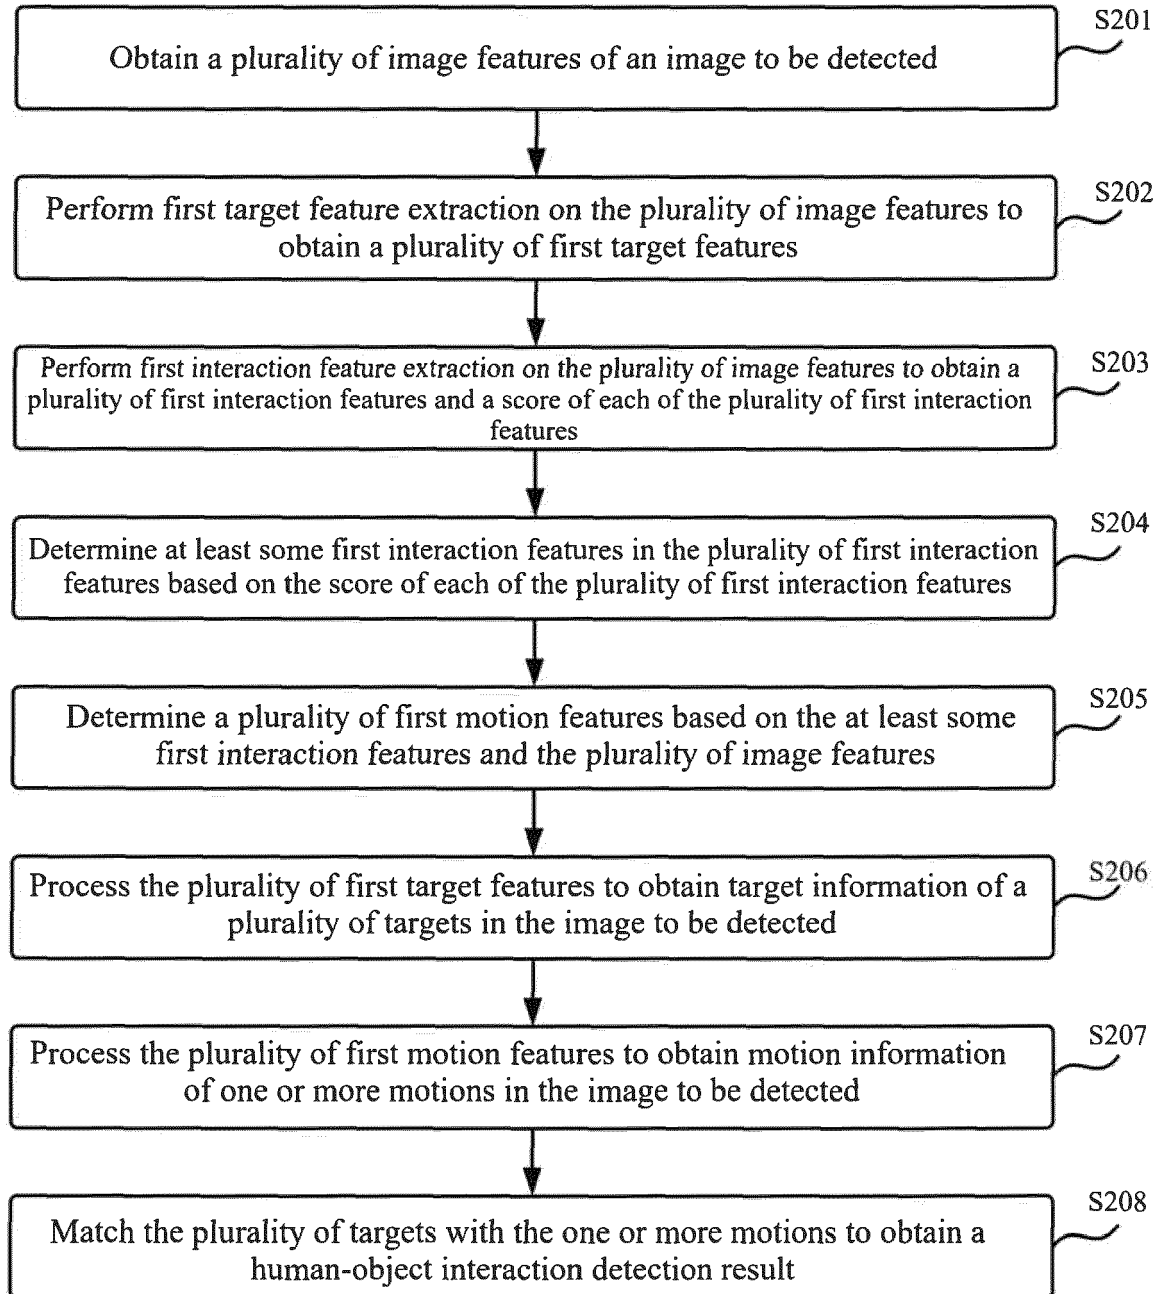 S201
Obtain a plurality of image features of an image to be detected
S202
Perform first target feature extraction on the plurality of image features to
obtain a plurality of first target features
S203
Perform first interaction feature extraction on the plurality of image features to obtain a
plurality of first interaction features and a score of each of the plurality of first interaction
features
S204
Determine at least some first interaction features in the plurality of first interaction
features based on the score of each of the plurality of first interaction features
S205
Determine a plurality of first motion features based on the at least some
first interaction features and the plurality of image features
S206
Process the plurality of first target features to obtain target information of a
plurality of targets in the image to be detected
S207
Process the plurality of first motion features to obtain motion information
of one or more motions in the image to be detected
S208
Match the plurality of targets with the one or more motions to obtain a
human-object interaction detection result